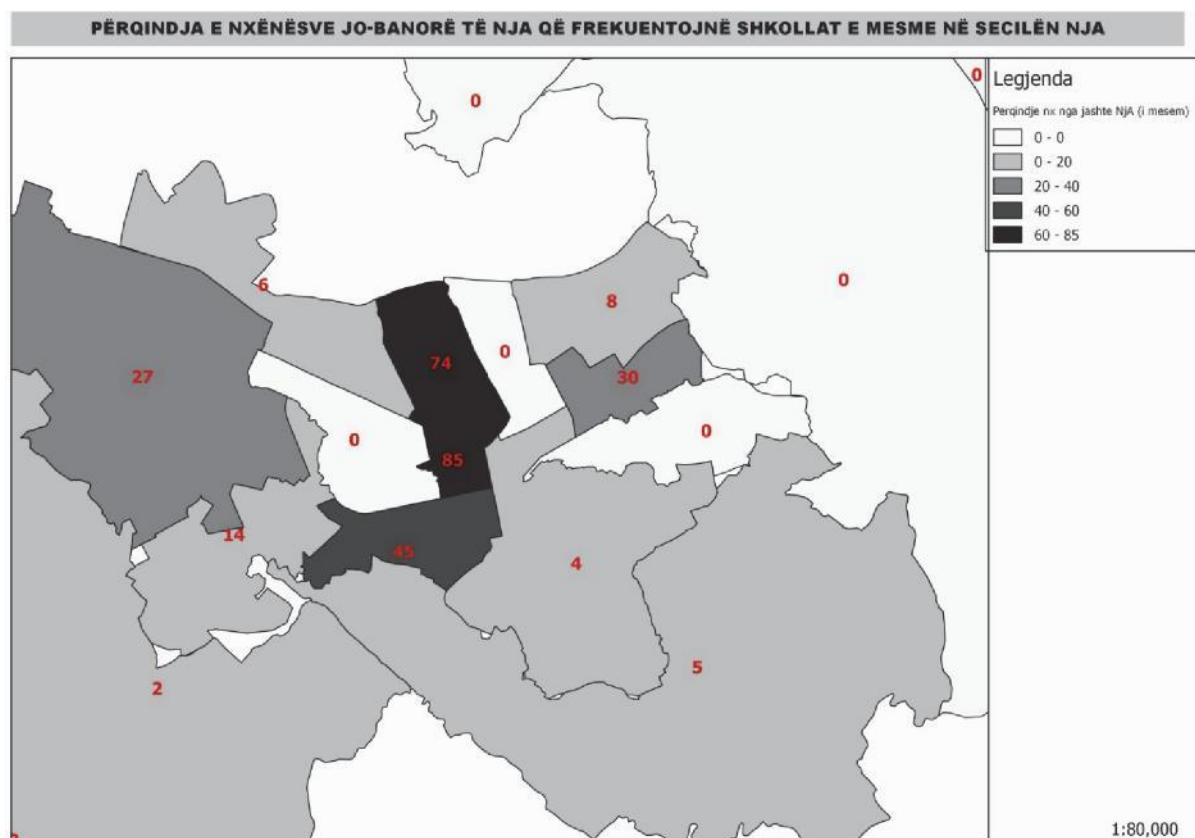 PËRQINDJA E NXËNËSVE JO-BANORË TË NJA QË FREKUENTOJNË SHKOLLAT E MESME NË SECILËN NJA
Legjenda
Perqindje nx nga jashte NjA (i mesem)
0 - 0
0 - 20
20 - 40
40 - 60
60 - 85
0
0
0
6
8
74
0
27
30
0
0
85
14
45
4
5
2
1:80,000